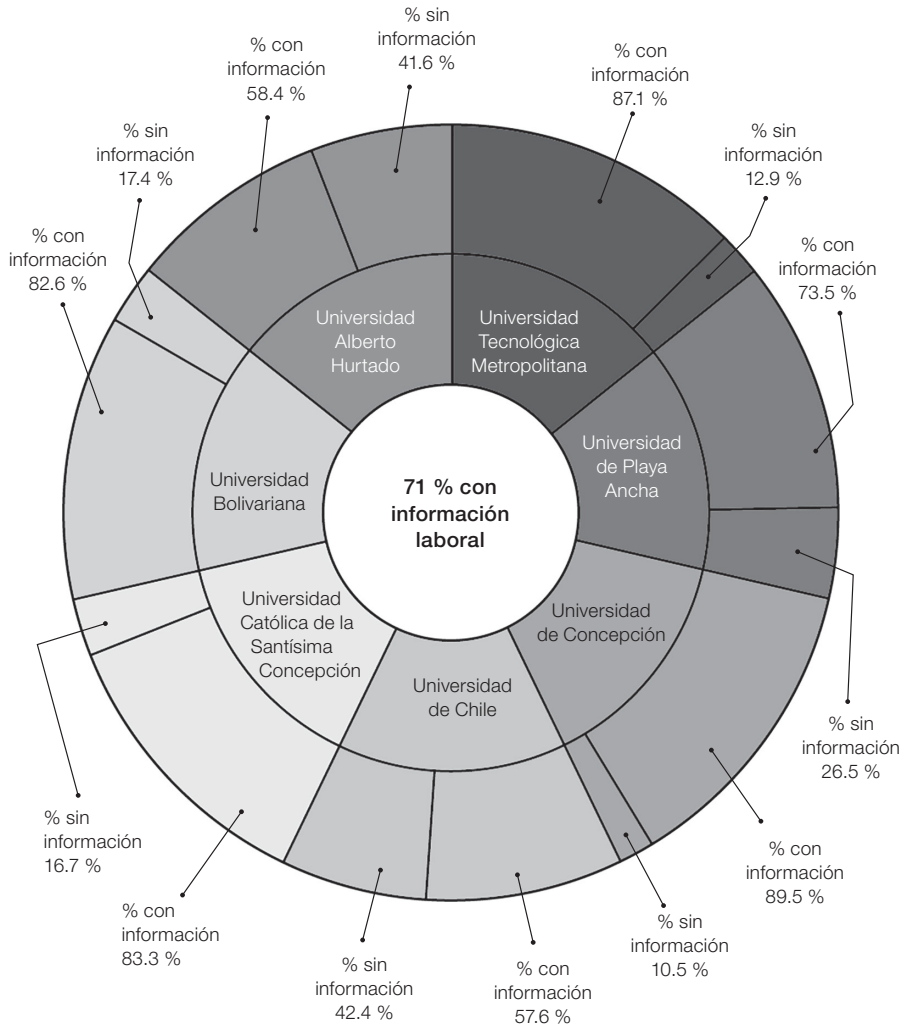 % sin
información
41.6 %
% con
información
58.4 %
% con
información
87.1 %
% sin
información
17.4 %
% sin
información
12.9 %
% con
información
82.6 %
% con
información
73.5 %
Universidad
Alberto
Hurtado
Universidad
Tecnológica
Metropolitana
Universidad
de Playa
Ancha
Universidad
Bolivariana
71 % con
información
laboral
Universidad
Católica de la
Santísima
Concepción
Universidad
de Concepción
Universidad
de Chile
% sin
información
26.5 %
% sin
información
16.7 %
% con
información
89.5 %
% con
información
83.3 %
% sin
información
10.5 %
% sin
información
42.4 %
% con
información
57.6 %